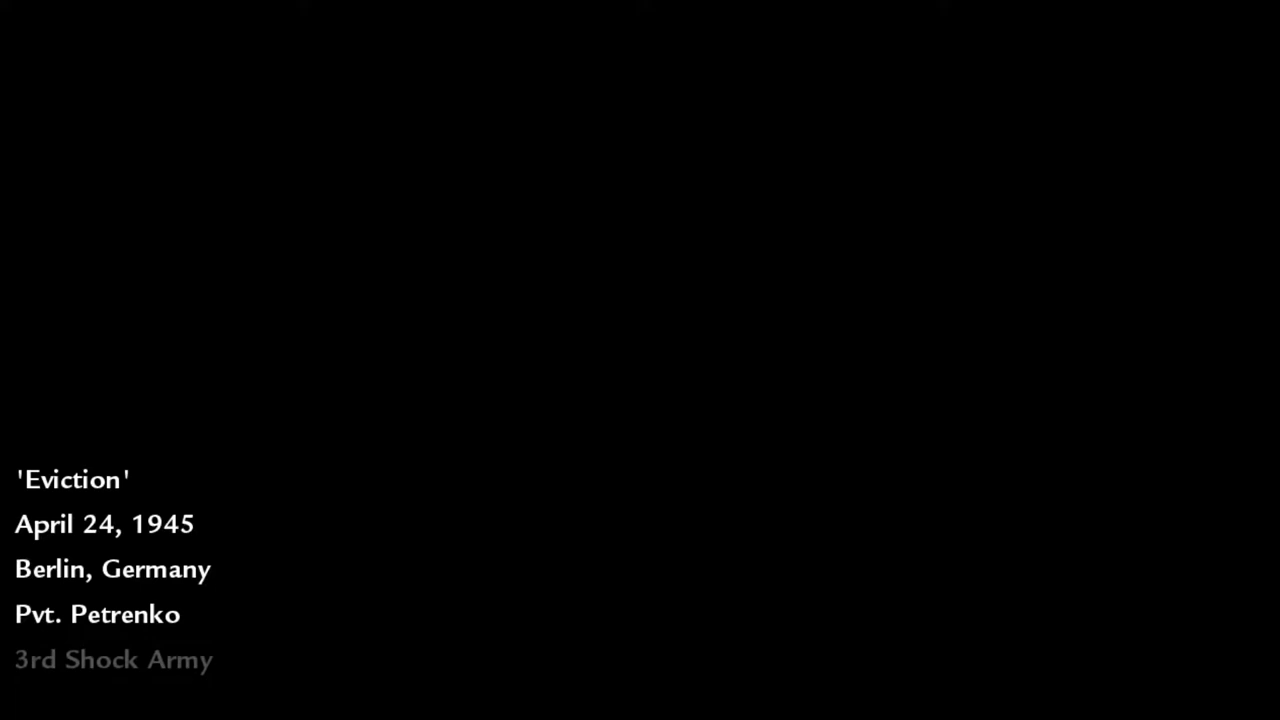 'Eviction'
April 24, 1945
Berlin, Germany
Pvt. Petrenko
3rd Shock Army